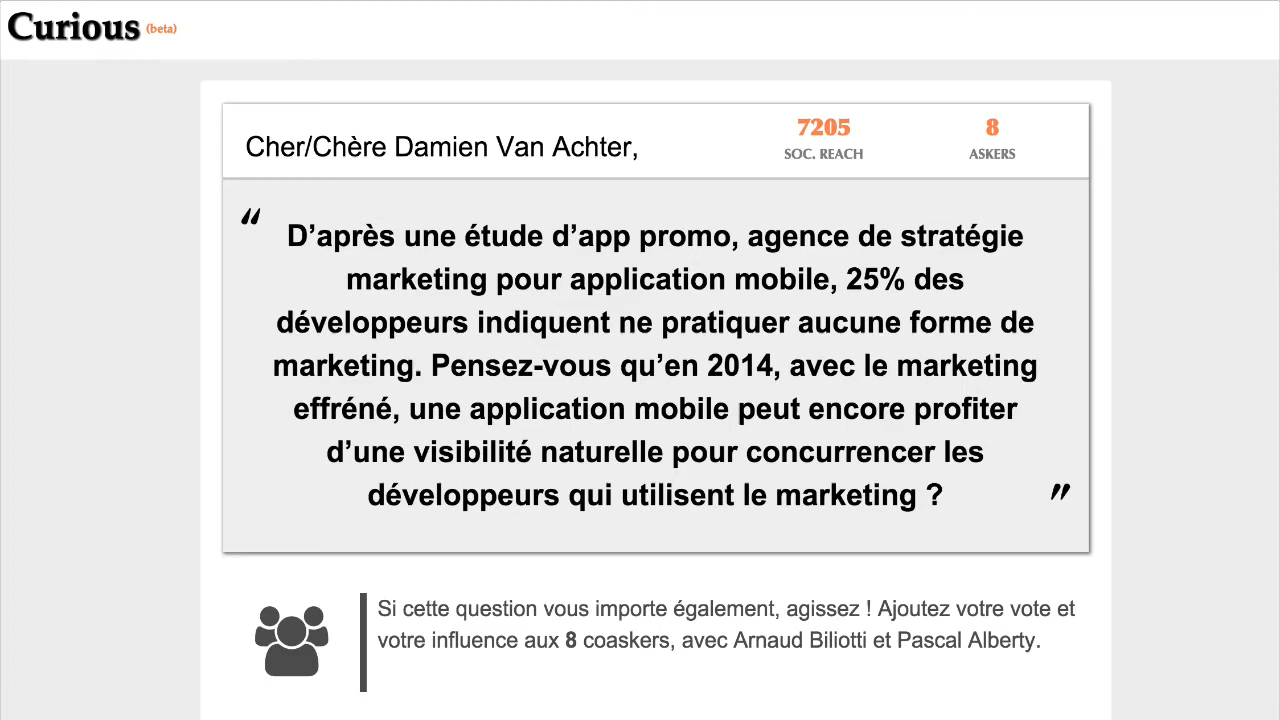 Curious (beta)
Cher/Chère Damien Van Achter,
7205
SOC. REACH
8
ASKERS
“
D’après une étude d’app promo, agence de stratégie
marketing pour application mobile, 25% des
développeurs indiquent ne pratiquer aucune forme de
marketing. Pensez-vous qu’en 2014, avec le marketing
effréné, une application mobile peut encore profiter
d’une visibilité naturelle pour concurrencer les
développeurs qui utilisent le marketing ?
”
Si cette question vous importe également, agissez ! Ajoutez votre vote et
votre influence aux 8 coaskers, avec Arnaud Biliotti et Pascal Alberty.